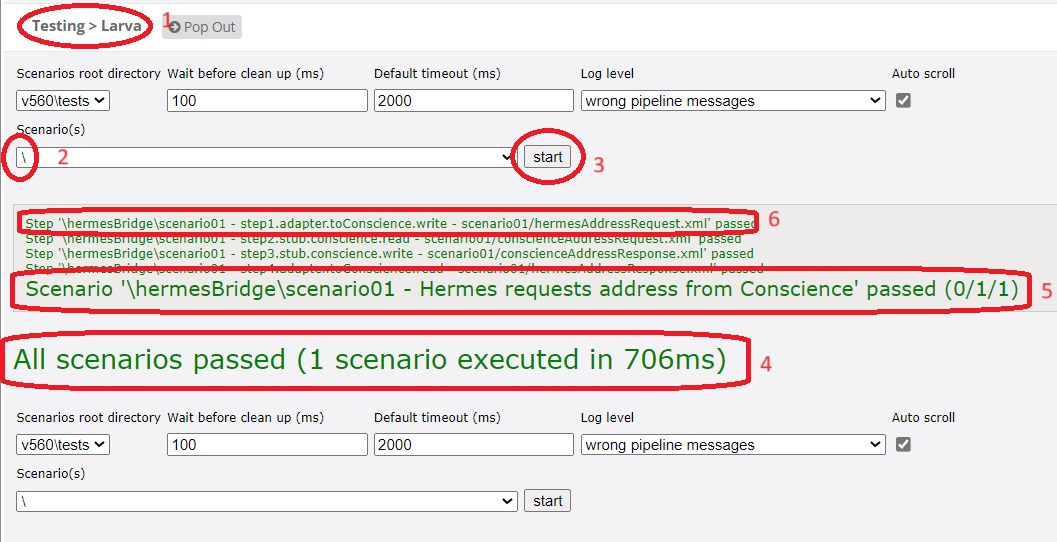 Testing > Larva 1 Pop Out
Scenarios root directory Wait before clean up (ms) Default timeout (ms) Log level Auto scroll
v560\tests 100 2000 wrong pipeline messages
Scenario(s)
\ 2 start 3
Step '\hermesBridge\scenario01 - step1.adapter.toConscience.write - scenario01/hermesAddressRequest.xml' passed 6
Step '\hermesBridge\scenario01 - step2.stub.conscience.read - scenario01/conscienceAddressRequest.xml' passed
Step '\hermesBridge\scenario01 - step3.stub.conscience.write - scenario01/conscienceAddressResponse.xml' passed
Step '\hermesBridge\scenario01 - step4.adapter.toConscience.read - scenario01/hermesAddressResponse.xml' passed
Scenario '\hermesBridge\scenario01 - Hermes requests address from Conscience' passed (0/1/1) 5
All scenarios passed (1 scenario executed in 706ms) 4
Scenarios root directory Wait before clean up (ms) Default timeout (ms) Log level Auto scroll
v560\tests 100 2000 wrong pipeline messages
Scenario(s)
\ start